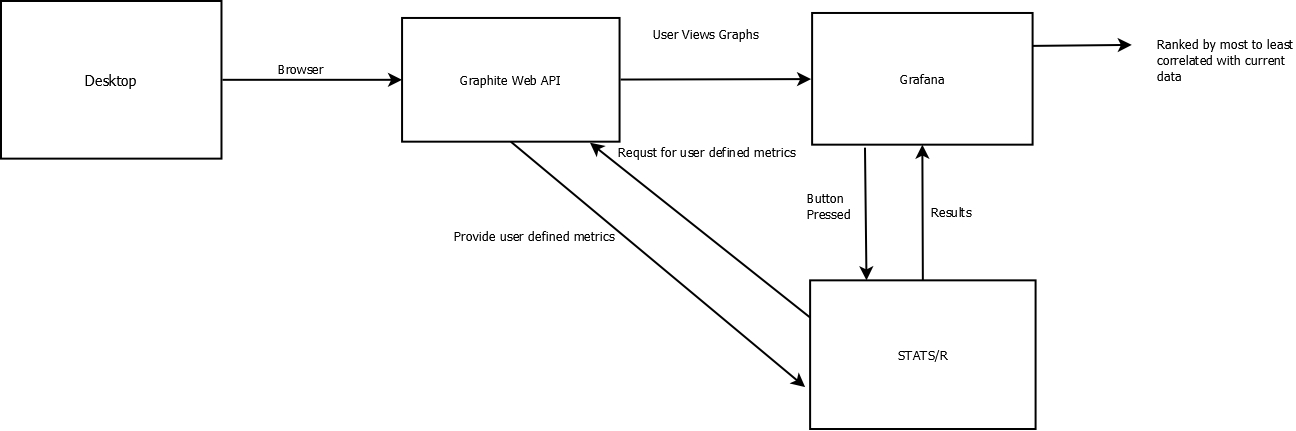 User Views Graphs
Desktop
Browser
Graphite Web API
Grafana
Ranked by most to least
correlated with current
data
Requst for user defined metrics
Provide user defined metrics
Button
Pressed
Results
STATS/R